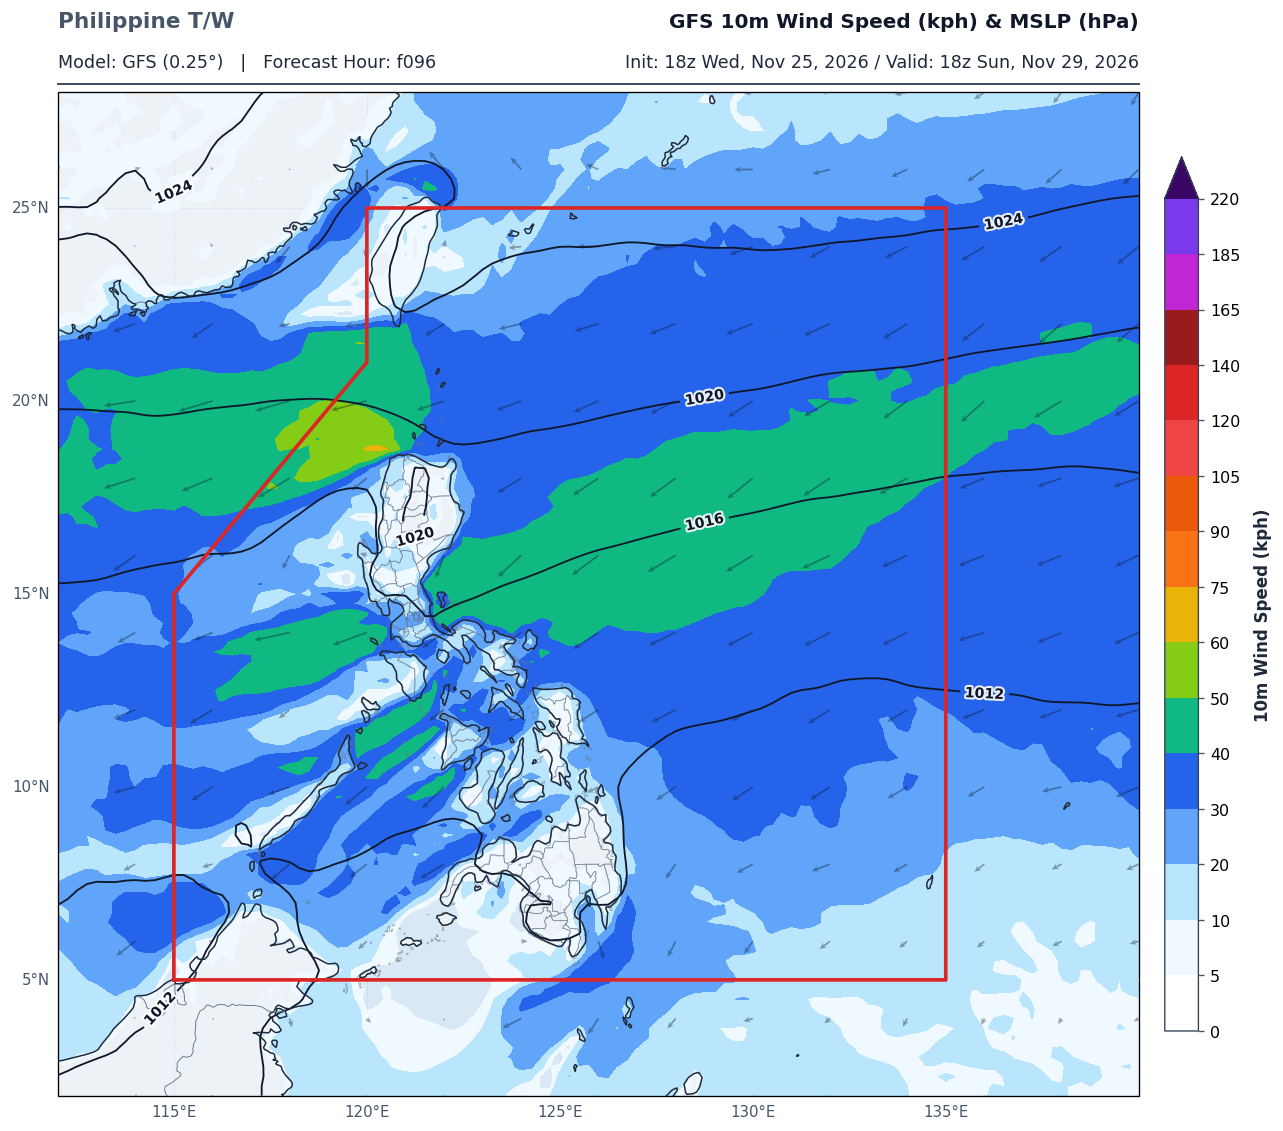 Philippine T/W
GFS 10m Wind Speed (kph) & MSLP (hPa)
Model: GFS (0.25°) | Forecast Hour: f096
Init: 18z Wed, Nov 25, 2026 / Valid: 18z Sun, Nov 29, 2026
25°N
20°N
15°N
10°N
5°N
115°E
120°E
125°E
130°E
135°E
1024
1024
1020
1016
1020
1012
1012
220
185
165
140
120
105
90
75
60
50
40
30
20
10
5
0
10m Wind Speed (kph)